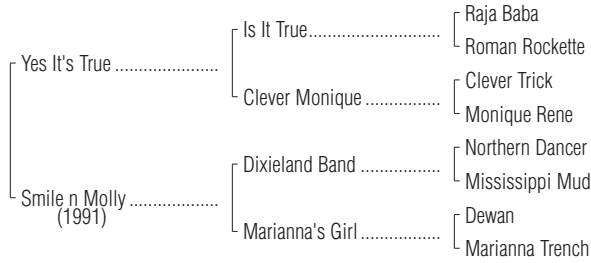 Raja Baba
Is It True
Roman Rockette
Yes It's True
Clever Trick
Clever Monique
Monique Rene
Northern Dancer
Dixieland Band
Mississippi Mud
Smile n Molly
(1991)
Dewan
Marianna's Girl
Marianna Trench